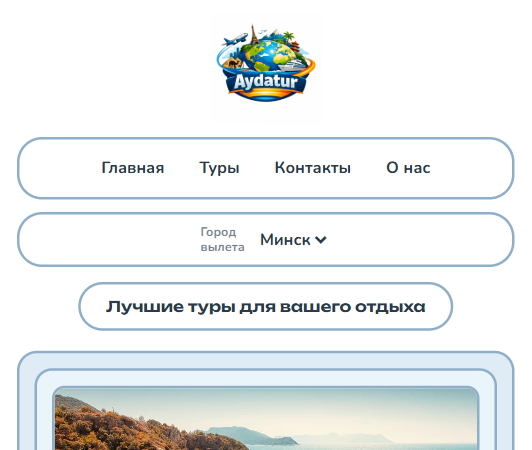 Aydatur
Главная Туры Контакты О нас
Город
вылета
Минск
Лучшие туры для вашего отдыха